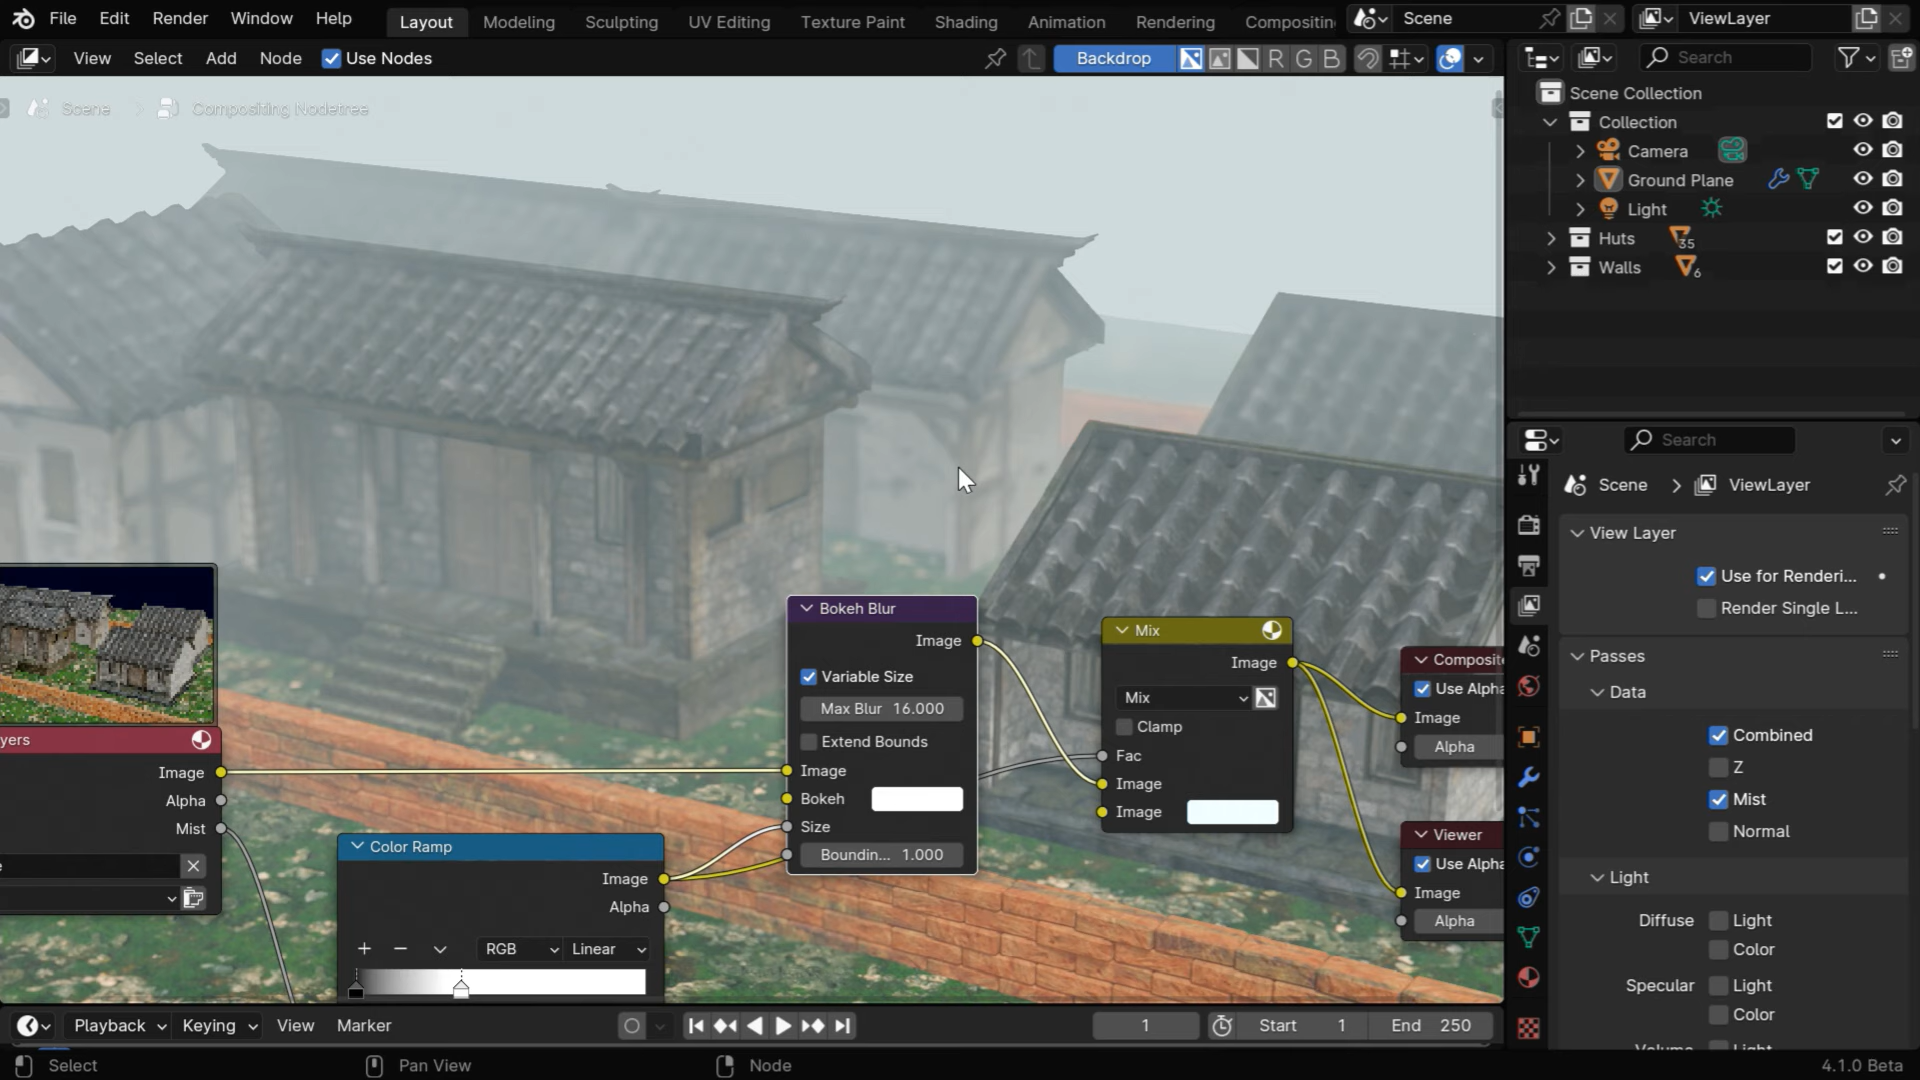 File Edit Render Window Help Layout Modeling Sculpting UV Editing Texture Paint Shading Animation Rendering Scene ViewLayer
View Select Add Node Use Nodes Backdrop R G B Search
Scene Compositing Nodetree
Scene Collection
Collection
Camera
Ground Plane
Light
Huts 35
Walls 6
Search
Scene > ViewLayer
View Layer
Use for Renderi...
Render Single L...
Passes
Data
Combined
Z
Mist
Normal
Light
Diffuse Light
Color
Specular Light
Color
Light
yers
Image
Alpha
Mist
e
Color Ramp
Image
Alpha
+ − RGB Linear
Bokeh Blur
Image
Variable Size
Max Blur 16.000
Extend Bounds
Image
Bokeh
Size
Boundin... 1.000
Mix
Image
Mix
Clamp
Fac
Image
Image
Composite
Use Alpha
Image
Alpha
Viewer
Use Alpha
Image
Alpha
Playback Keying View Marker 1 Start 1 End 250
Select Pan View Node 4.1.0 Beta